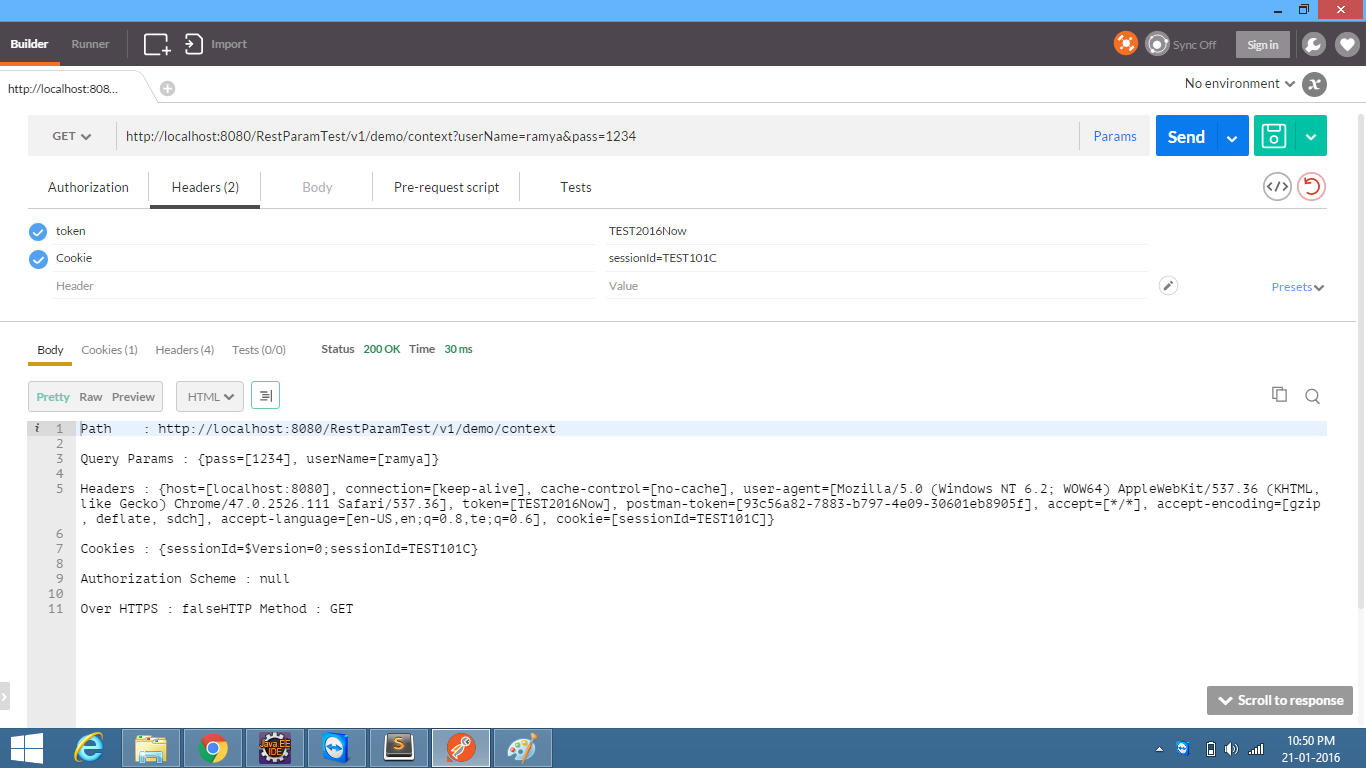 Builder Runner Import Sync Off Sign in
http://localhost:808... No environment
GET http://localhost:8080/RestParamTest/v1/demo/context?userName=ramya&pass=1234 Params Send
Authorization Headers (2) Body Pre-request script Tests
token TEST2016Now
Cookie sessionId=TEST101C
Header Value Presets
Body Cookies (1) Headers (4) Tests (0/0) Status 200 OK Time 30 ms
Pretty Raw Preview HTML
i 1 Path    : http://localhost:8080/RestParamTest/v1/demo/context
2
3 Query Params : {pass=[1234], userName=[ramya]}
4
5 Headers : {host=[localhost:8080], connection=[keep-alive], cache-control=[no-cache], user-agent=[Mozilla/5.0 (Windows NT 6.2; WOW64) AppleWebKit/537.36 (KHTML,
like Gecko) Chrome/47.0.2526.111 Safari/537.36], token=[TEST2016Now], postman-token=[93c56a82-7883-b797-4e09-30601eb8905f], accept=[*/*], accept-encoding=[gzip
, deflate, sdch], accept-language=[en-US,en;q=0.8,te;q=0.6], cookie=[sessionId=TEST101C]}
6
7 Cookies : {sessionId=$Version=0;sessionId=TEST101C}
8
9 Authorization Scheme : null
10
11 Over HTTPS : falseHTTP Method : GET
Scroll to response
Java EE
IDE
S
10:50 PM
21-01-2016